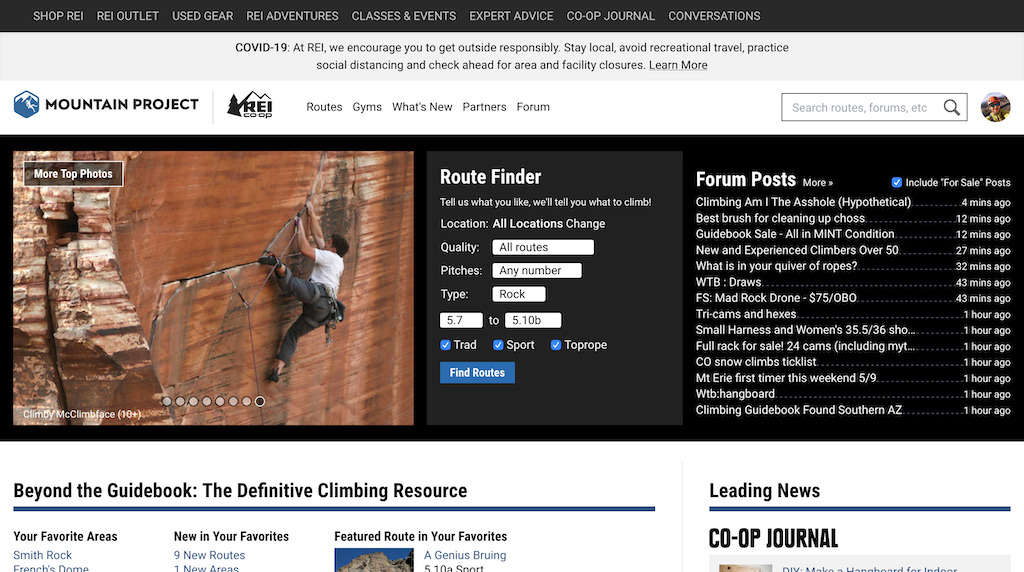 SHOP REI REI OUTLET USED GEAR REI ADVENTURES CLASSES & EVENTS EXPERT ADVICE CO-OP JOURNAL CONVERSATIONS
COVID-19: At REI, we encourage you to get outside responsibly. Stay local, avoid recreational travel, practice
social distancing and check ahead for area and facility closures. Learn More
MOUNTAIN PROJECT
REI
co-op
Routes Gyms What's New Partners Forum
Search routes, forums, etc
More Top Photos
Climby McClimbface (10+)
Route Finder
Tell us what you like, we'll tell you what to climb!
Location: All Locations Change
Quality: All routes
Pitches: Any number
Type: Rock
5.7 to 5.10b
Trad Sport Toprope
Find Routes
Forum Posts More » Include "For Sale" Posts
Climbing Am I The Asshole (Hypothetical) 4 mins ago
Best brush for cleaning up choss 12 mins ago
Guidebook Sale - All in MINT Condition 12 mins ago
New and Experienced Climbers Over 50 27 mins ago
What is in your quiver of ropes? 32 mins ago
WTB : Draws 43 mins ago
FS: Mad Rock Drone - $75/OBO 43 mins ago
Tri-cams and hexes 1 hour ago
Small Harness and Women's 35.5/36 sho... 1 hour ago
Full rack for sale! 24 cams (including myt... 1 hour ago
CO snow climbs ticklist 1 hour ago
Mt Erie first timer this weekend 5/9 1 hour ago
Wtb:hangboard 1 hour ago
Climbing Guidebook Found Southern AZ 1 hour ago
Beyond the Guidebook: The Definitive Climbing Resource
Your Favorite Areas
Smith Rock
French's Dome
New in Your Favorites
9 New Routes
1 New Areas
Featured Route in Your Favorites
A Genius Bruing
5.10a Sport
Leading News
CO-OP JOURNAL
DIY: Make a Hangboard for Indoor